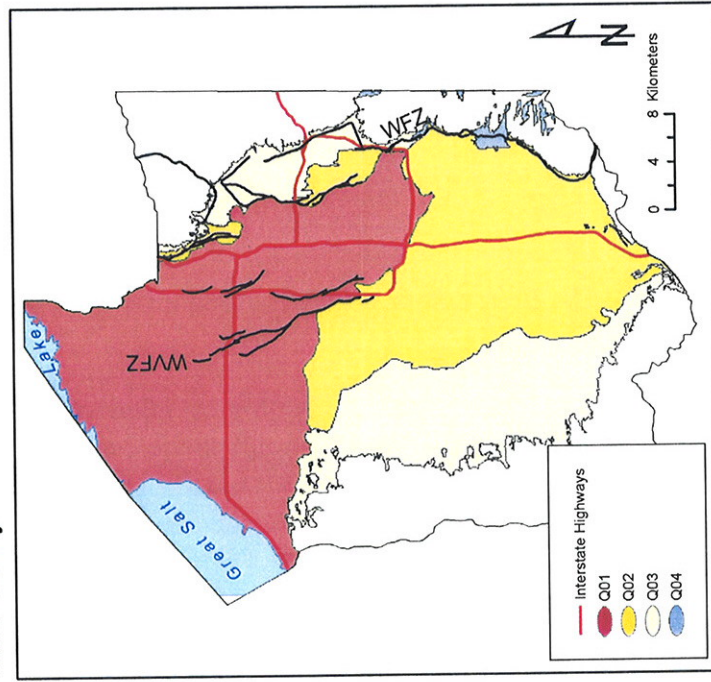 Great Salt
Lake
WVFZ
WFZ
N
0 4 8 Kilometers
Interstate Highways
Q01
Q02
Q03
Q04